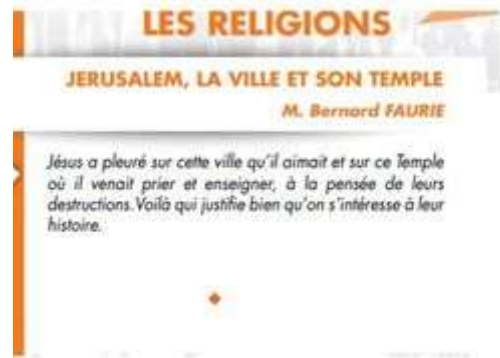 LES RELIGIONS
JERUSALEM, LA VILLE ET SON TEMPLE
M. Bernard FAURIE
Jésus a pleuré sur cette ville qu'il aimait et sur ce Temple
où il venait prier et enseigner, à la pensée de leurs
destructions. Voilà qui justifie bien qu'on s'intéresse à leur
histoire.